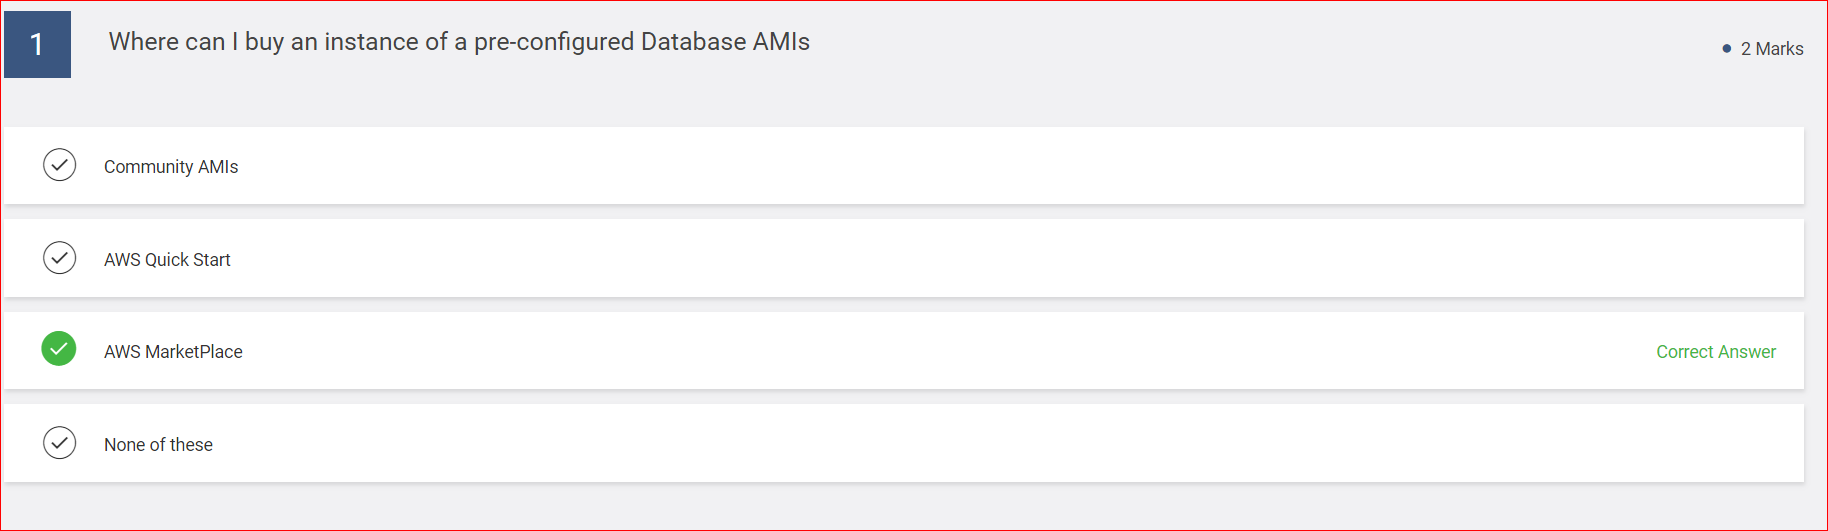 1
Where can I buy an instance of a pre-configured Database AMIs
2 Marks
Community AMIs
AWS Quick Start
AWS MarketPlace
Correct Answer
None of these